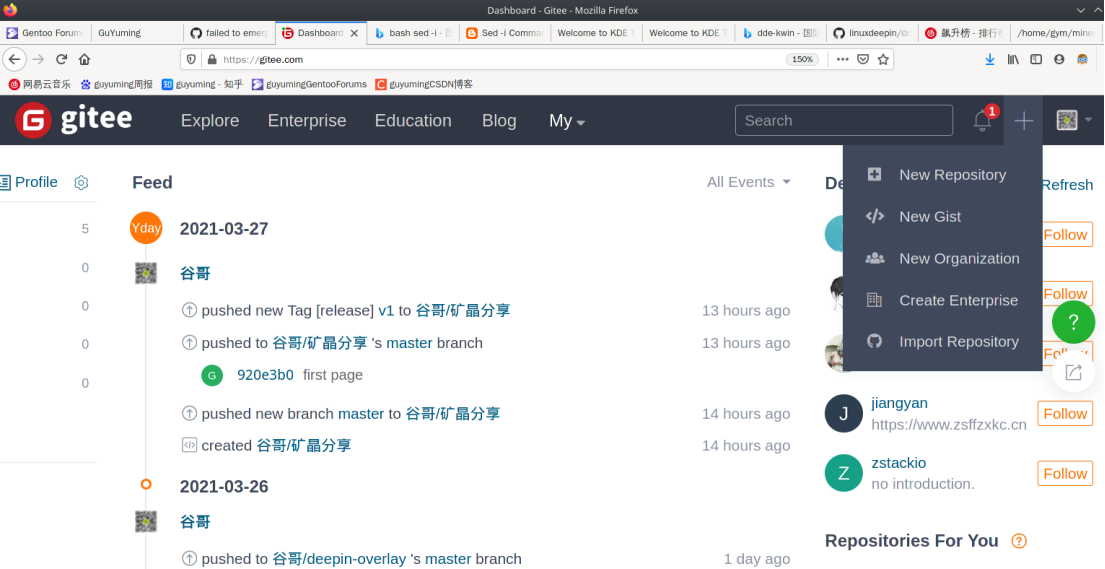 Dashboard - Gitee - Mozilla Firefox
Gentoo Forum
GuYuming
failed to emerg
Dashboard
bash sed -i - 
Sed -i Comma
Welcome to KDE 
Welcome to KDE 
dde-kwin - 
linuxdeepin/d
飙升榜 - 排行
/home/gym/mine
https://gitee.com
150%
网易云音乐
guyuming周报
guyuming - 知乎
guyumingGentooForums
guyumingCSDN博客
gitee
Explore
Enterprise
Education
Blog
My
Search
1
Profile
Feed
All Events
De
Refresh
New Repository
New Gist
New Organization
Create Enterprise
Import Repository
5
0
0
0
0
Yday
2021-03-27
谷哥
pushed new Tag [release] v1 to 谷哥/矿晶分享
13 hours ago
pushed to 谷哥/矿晶分享 's master branch
13 hours ago
G
920e3b0 first page
pushed new branch master to 谷哥/矿晶分享
14 hours ago
created 谷哥/矿晶分享
14 hours ago
2021-03-26
谷哥
pushed to 谷哥/deepin-overlay 's master branch
1 day ago
Follow
Follow
?
Follow
J
jiangyan
https://www.zsffzxkc.cn
Follow
Z
zstackio
no introduction.
Follow
Repositories For You
?